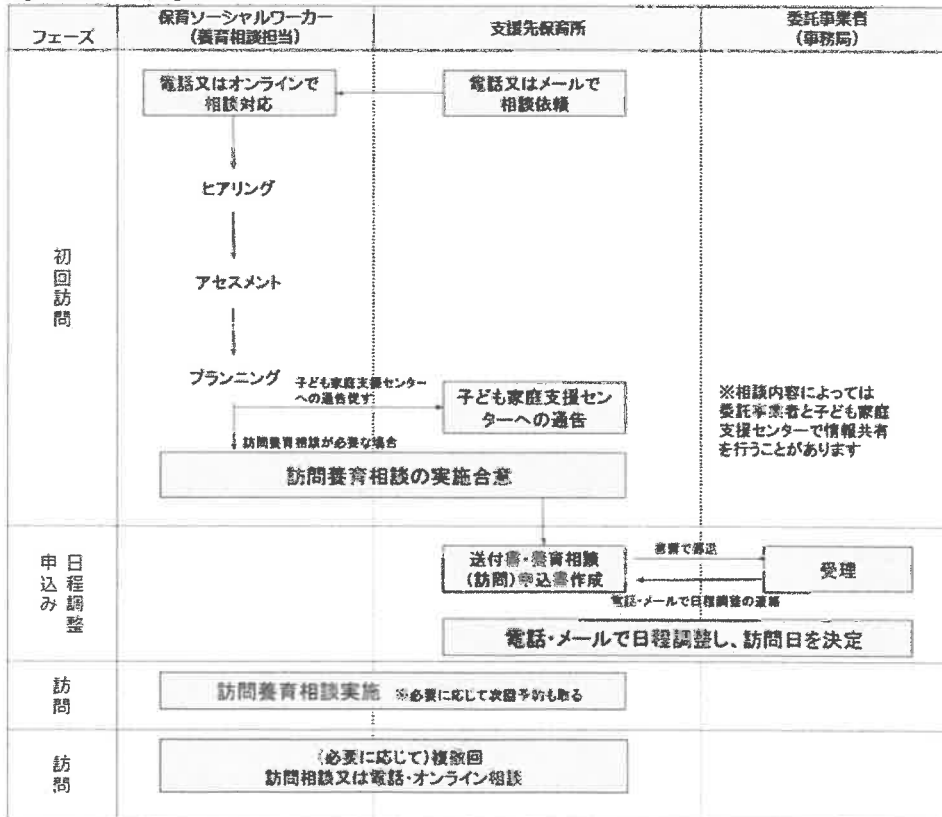 フェーズ
保育ソーシャルワーカー
(養育相談担当)
支援先保育所
委託事業者
(事務局)
初回訪問
電話又はオンラインで
相談対応
電話又はメールで
相談依頼
ヒアリング
アセスメント
プランニング
子ども家庭支援センター
への通告促す
子ども家庭支援セン
ターへの通告
訪問養育相談が必要な場合
訪問養育相談の実施合意
※相談内容によっては
委託事業者と子ども家庭
支援センターで情報共有
を行うことがあります
日程調整
申込み
送付書・養育相談
(訪問)申込書作成
書類で郵送
受理
電話・メールで日程調整の連絡
電話・メールで日程調整し、訪問日を決定
訪問
訪問養育相談実施 ※必要に応じて次回予約も取る
訪問
(必要に応じて)複数回
訪問相談又は電話・オンライン相談